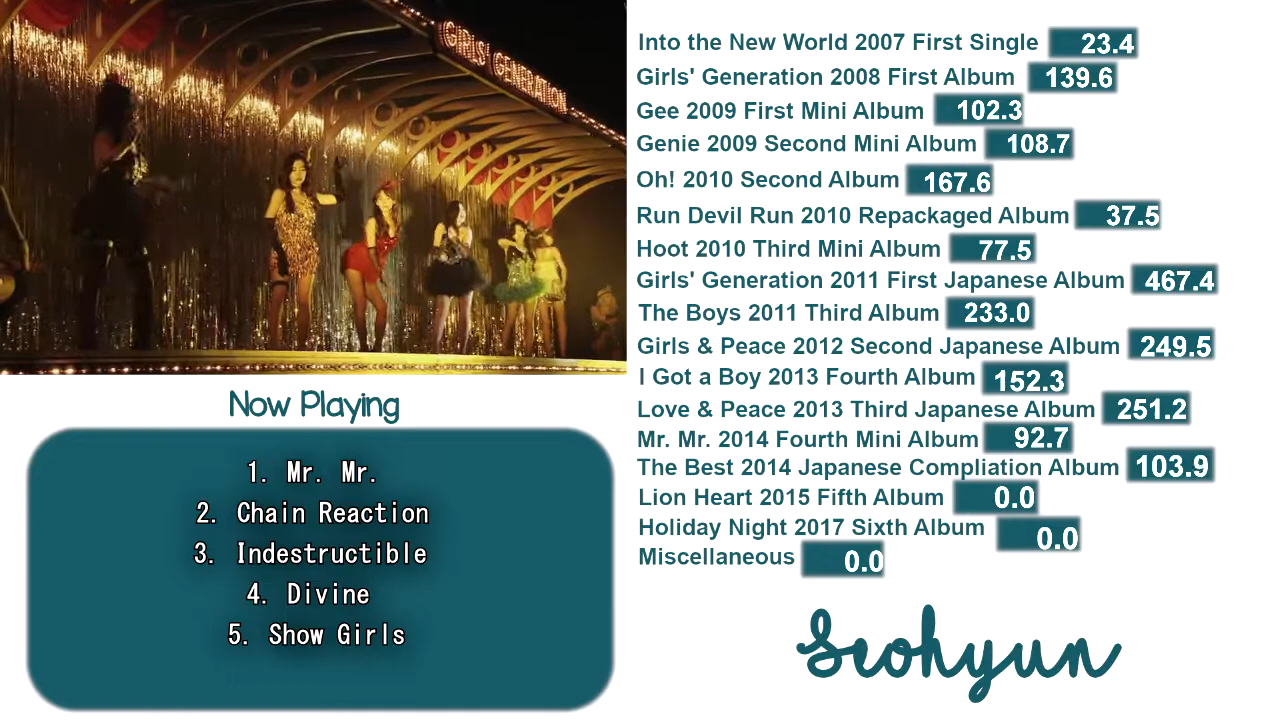 GIRLS' GENERATION
Now Playing
1. Mr. Mr.
2. Chain Reaction
3. Indestructible
4. Divine
5. Show Girls
Into the New World 2007 First Single 23.4
Girls' Generation 2008 First Album 139.6
Gee 2009 First Mini Album 102.3
Genie 2009 Second Mini Album 108.7
Oh! 2010 Second Album 167.6
Run Devil Run 2010 Repackaged Album 37.5
Hoot 2010 Third Mini Album 77.5
Girls' Generation 2011 First Japanese Album 467.4
The Boys 2011 Third Album 233.0
Girls & Peace 2012 Second Japanese Album 249.5
I Got a Boy 2013 Fourth Album 152.3
Love & Peace 2013 Third Japanese Album 251.2
Mr. Mr. 2014 Fourth Mini Album 92.7
The Best 2014 Japanese Compliation Album 103.9
Lion Heart 2015 Fifth Album 0.0
Holiday Night 2017 Sixth Album 0.0
Miscellaneous 0.0
Seohyun